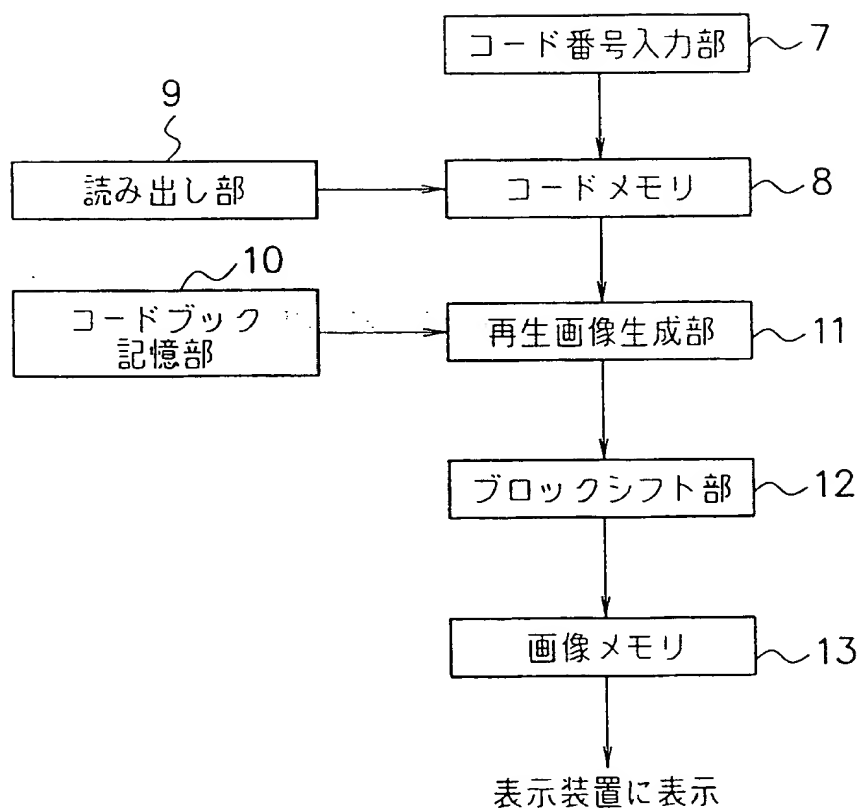 コード番号入力部
7
9
読み出し部
コードメモリ
8
10
コードブック
記憶部
再生画像生成部
11
ブロックシフト部
12
画像メモリ
13
表示装置に表示